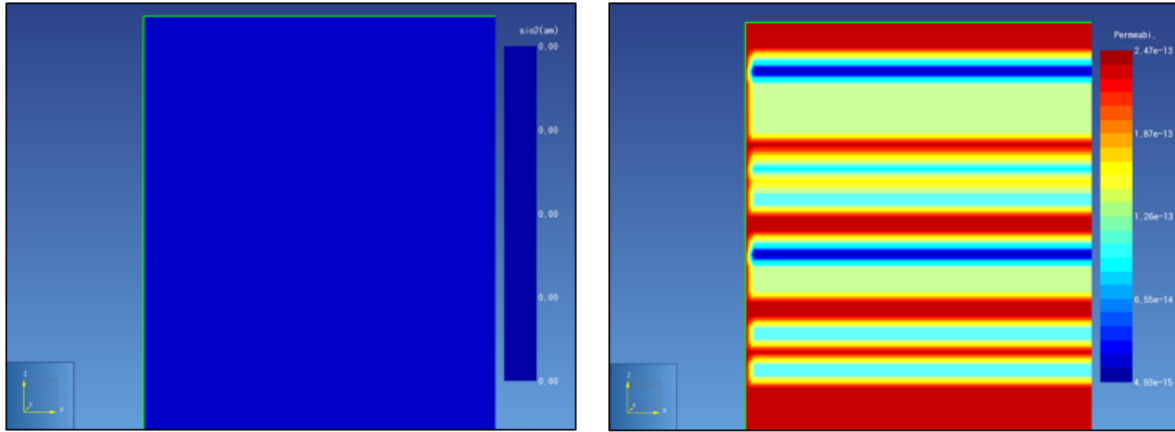 sio2(am)
0.00
0.00
0.00
0.00
0.00
Z
Y
X
Permeabi.
2.47e-13
1.87e-13
1.26e-13
6.55e-14
4.93e-15
Z
Y
X